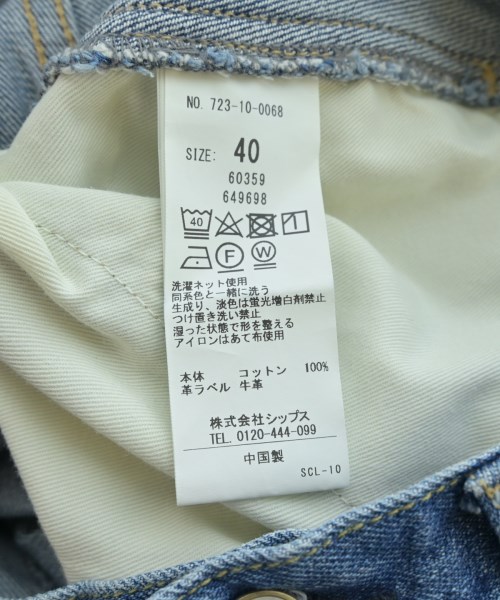 NO. 723-10-0068
SIZE: 40
60359
649698
40
F W
洗濯ネット使用
同系色と一緒に洗う
生成り、淡色は蛍光増白剤禁止
つけ置き洗い禁止
湿った状態で形を整える
アイロンはあて布使用
本体 コットン 100%
革ラベル 牛革
株式会社シップス
TEL. 0120-444-099
中国製
SCL-10